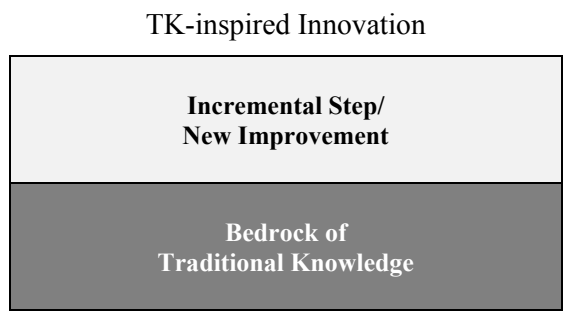 TK-inspired Innovation
Incremental Step/
New Improvement
Bedrock of
Traditional Knowledge